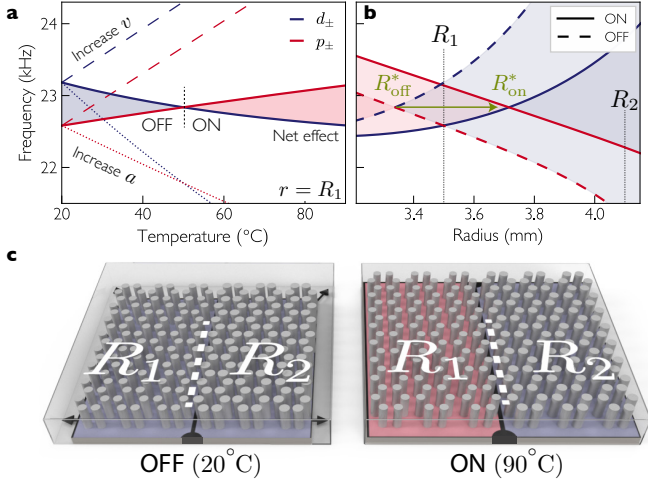 a
Frequency (kHz)
24
23
22
Increase v
d±
p±
OFF
ON
Net effect
Increase a
r = R1
20
40
60
80
Temperature (°C)
b
R1
ON
OFF
R*off
R*on
R2
3.4
3.6
3.8
4.0
Radius (mm)
c
R1
R2
R1
R2
OFF (20°C)
ON (90°C)